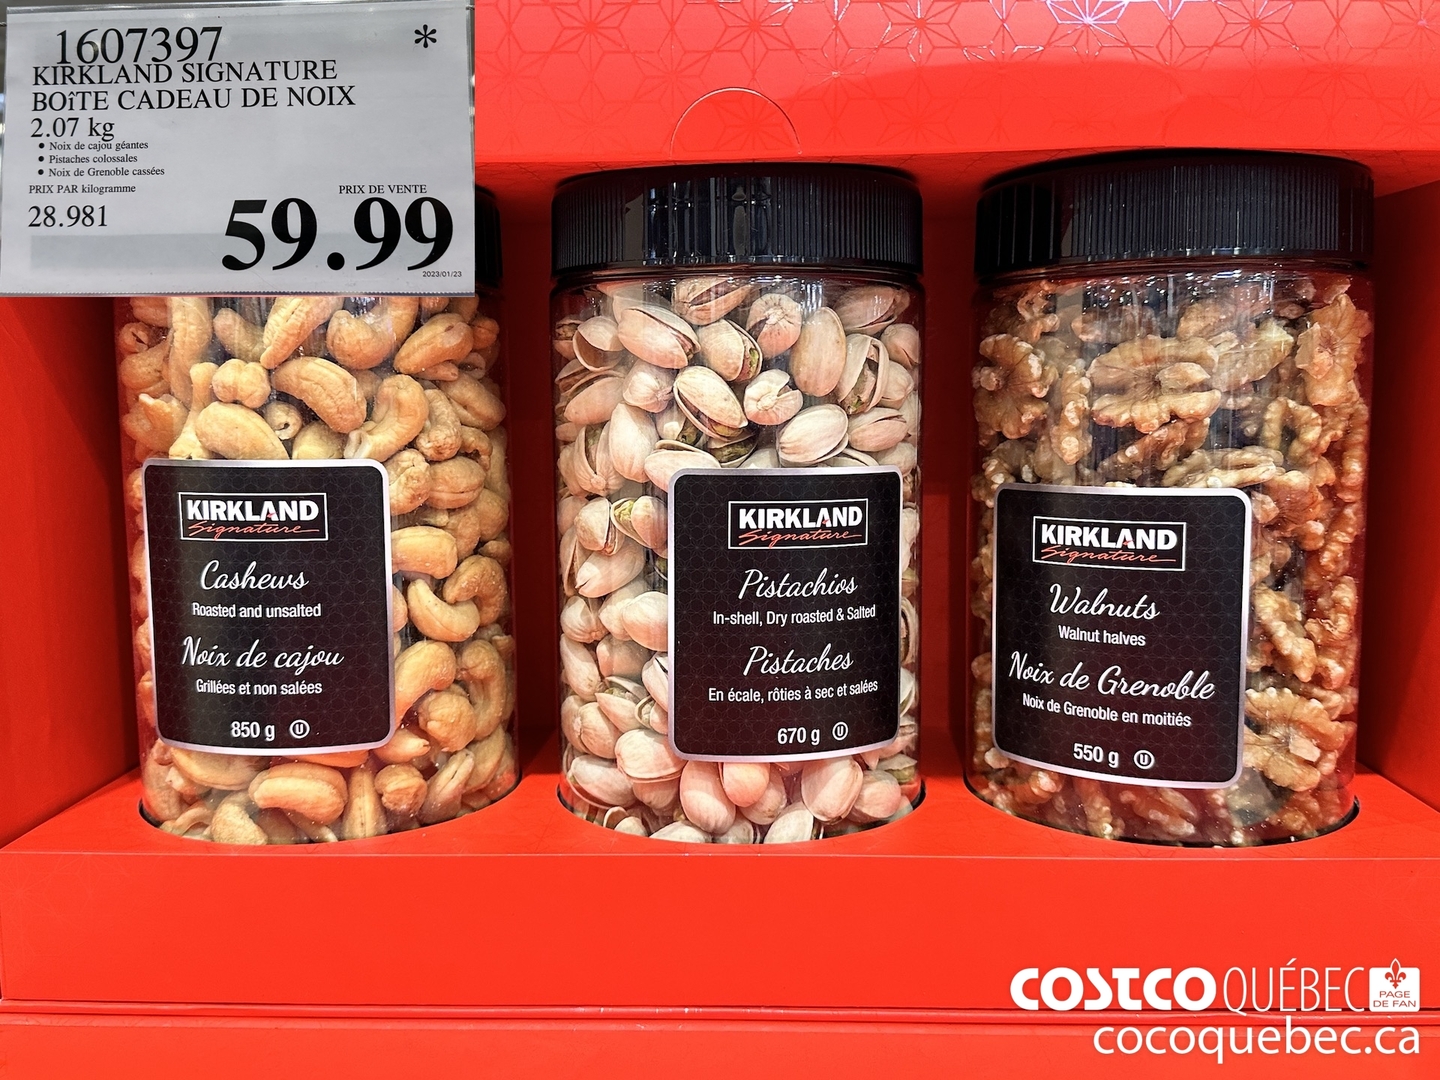 1607397 *
KIRKLAND SIGNATURE
BOîTE CADEAU DE NOIX
2.07 kg
• Noix de cajou géantes
• Pistaches colossales
• Noix de Grenoble cassées
PRIX PAR kilogramme
28.981
PRIX DE VENTE
59.99
2023/01/23
KIRKLAND
Signature
Cashews
Roasted and unsalted
Noix de cajou
Grillées et non salées
850 g U
KIRKLAND
Signature
Pistachios
In-shell, Dry roasted & Salted
Pistaches
En écale, rôties à sec et salées
670 g U
KIRKLAND
Signature
Walnuts
Walnut halves
Noix de Grenoble
Noix de Grenoble en moitiés
550 g U
COSTCO QUÉBEC PAGE DE FAN
cocoquebec.ca